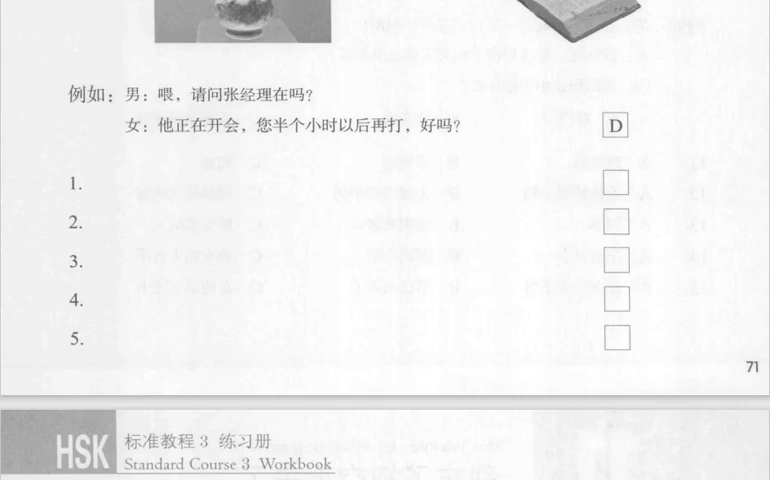 例如：男：喂，请问张经理在吗？
女：他正在开会，您半个小时以后再打，好吗？
D
1.
2.
3.
4.
5.
71
HSK 标准教程 3 练习册
Standard Course 3 Workbook